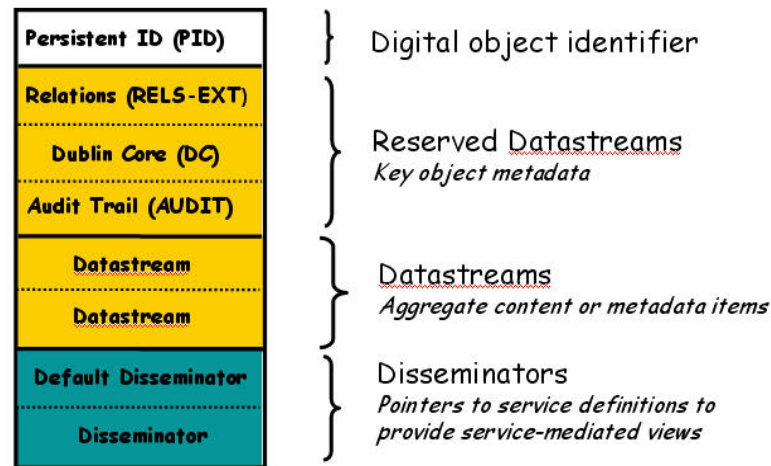 Persistent ID (PID)
Digital object identifier
Relations (RELS-EXT)
Dublin Core (DC)
Audit Trail (AUDIT)
Reserved Datastreams
Key object metadata
Datastream
Datastream
Datastreams
Aggregate content or metadata items
Default Disseminator
Disseminator
Disseminators
Pointers to service definitions to
provide service-mediated views